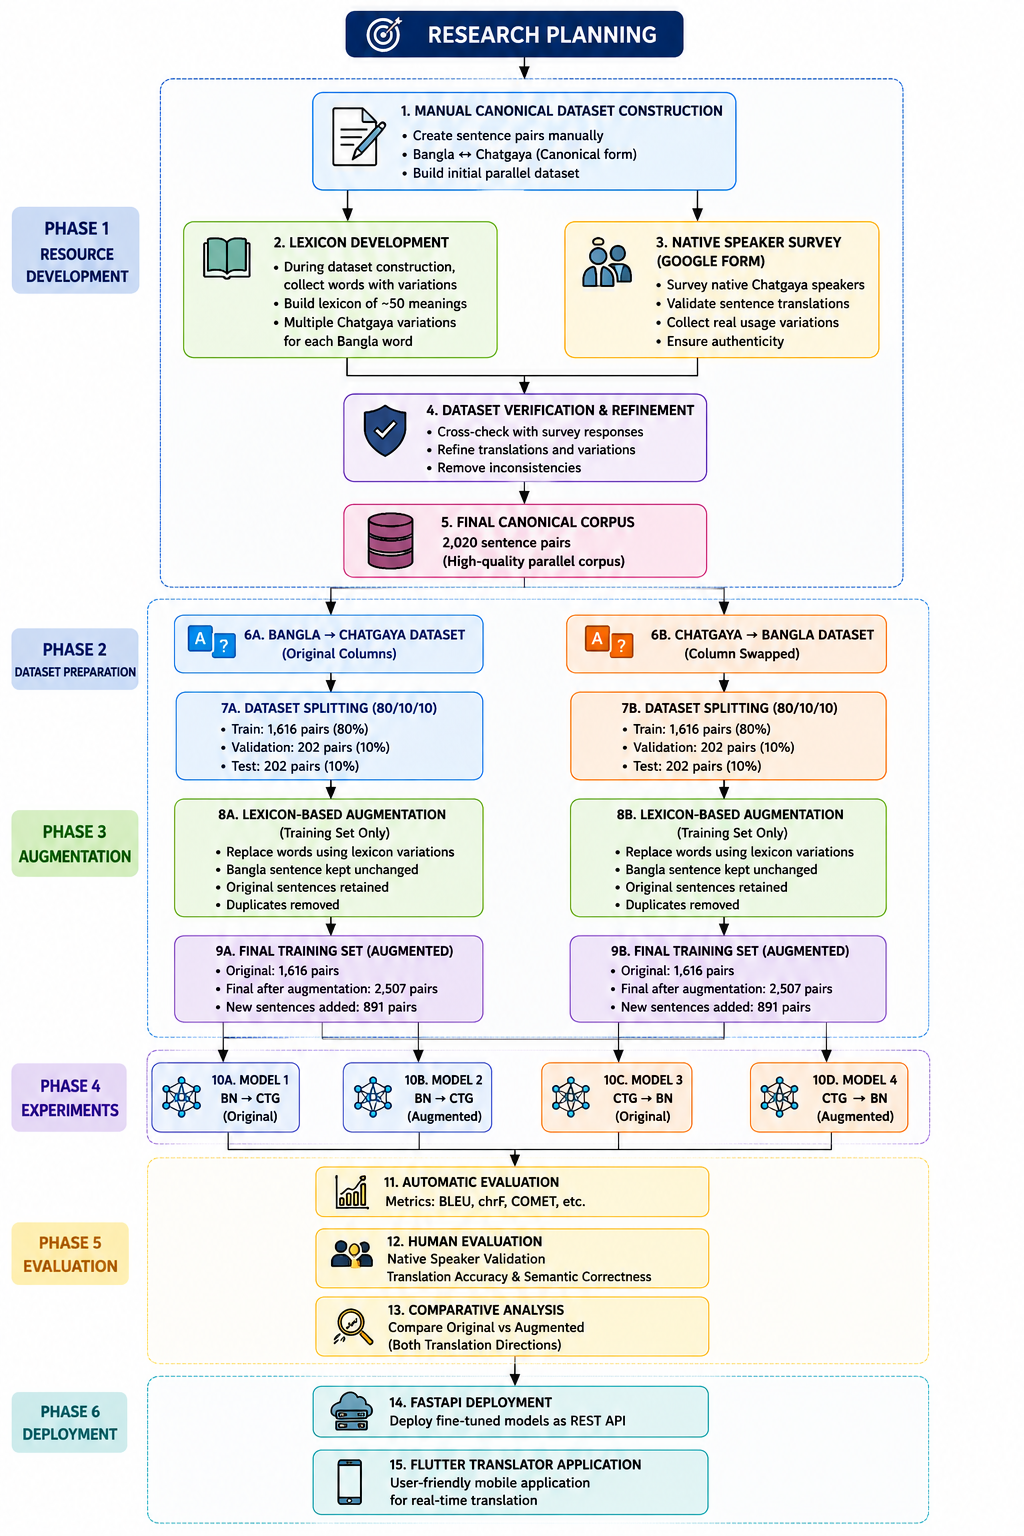 RESEARCH PLANNING
1. MANUAL CANONICAL DATASET CONSTRUCTION
• Create sentence pairs manually
• Bangla ↔ Chatgaya (Canonical form)
• Build initial parallel dataset
PHASE 1
RESOURCE
DEVELOPMENT
2. LEXICON DEVELOPMENT
• During dataset construction,
collect words with variations
• Build lexicon of ~50 meanings
• Multiple Chatgaya variations
for each Bangla word
3. NATIVE SPEAKER SURVEY
(GOOGLE FORM)
• Survey native Chatgaya speakers
• Validate sentence translations
• Collect real usage variations
• Ensure authenticity
4. DATASET VERIFICATION & REFINEMENT
• Cross-check with survey responses
• Refine translations and variations
• Remove inconsistencies
5. FINAL CANONICAL CORPUS
2,020 sentence pairs
(High-quality parallel corpus)
PHASE 2
DATASET PREPARATION
A ?
6A. BANGLA → CHATGAYA DATASET
(Original Columns)
A ?
6B. CHATGAYA → BANGLA DATASET
(Column Swapped)
7A. DATASET SPLITTING (80/10/10)
• Train: 1,616 pairs (80%)
• Validation: 202 pairs (10%)
• Test: 202 pairs (10%)
7B. DATASET SPLITTING (80/10/10)
• Train: 1,616 pairs (80%)
• Validation: 202 pairs (10%)
• Test: 202 pairs (10%)
PHASE 3
AUGMENTATION
8A. LEXICON-BASED AUGMENTATION
(Training Set Only)
• Replace words using lexicon variations
• Bangla sentence kept unchanged
• Original sentences retained
• Duplicates removed
8B. LEXICON-BASED AUGMENTATION
(Training Set Only)
• Replace words using lexicon variations
• Bangla sentence kept unchanged
• Original sentences retained
• Duplicates removed
9A. FINAL TRAINING SET (AUGMENTED)
• Original: 1,616 pairs
• Final after augmentation: 2,507 pairs
• New sentences added: 891 pairs
9B. FINAL TRAINING SET (AUGMENTED)
• Original: 1,616 pairs
• Final after augmentation: 2,507 pairs
• New sentences added: 891 pairs
PHASE 4
EXPERIMENTS
10A. MODEL 1
BN → CTG
(Original)
10B. MODEL 2
BN → CTG
(Augmented)
10C. MODEL 3
CTG → BN
(Original)
10D. MODEL 4
CTG → BN
(Augmented)
PHASE 5
EVALUATION
11. AUTOMATIC EVALUATION
Metrics: BLEU, chrF, COMET, etc.
12. HUMAN EVALUATION
Native Speaker Validation
Translation Accuracy & Semantic Correctness
13. COMPARATIVE ANALYSIS
Compare Original vs Augmented
(Both Translation Directions)
PHASE 6
DEPLOYMENT
14. FASTAPI DEPLOYMENT
Deploy fine-tuned models as REST API
15. FLUTTER TRANSLATOR APPLICATION
User-friendly mobile application
for real-time translation